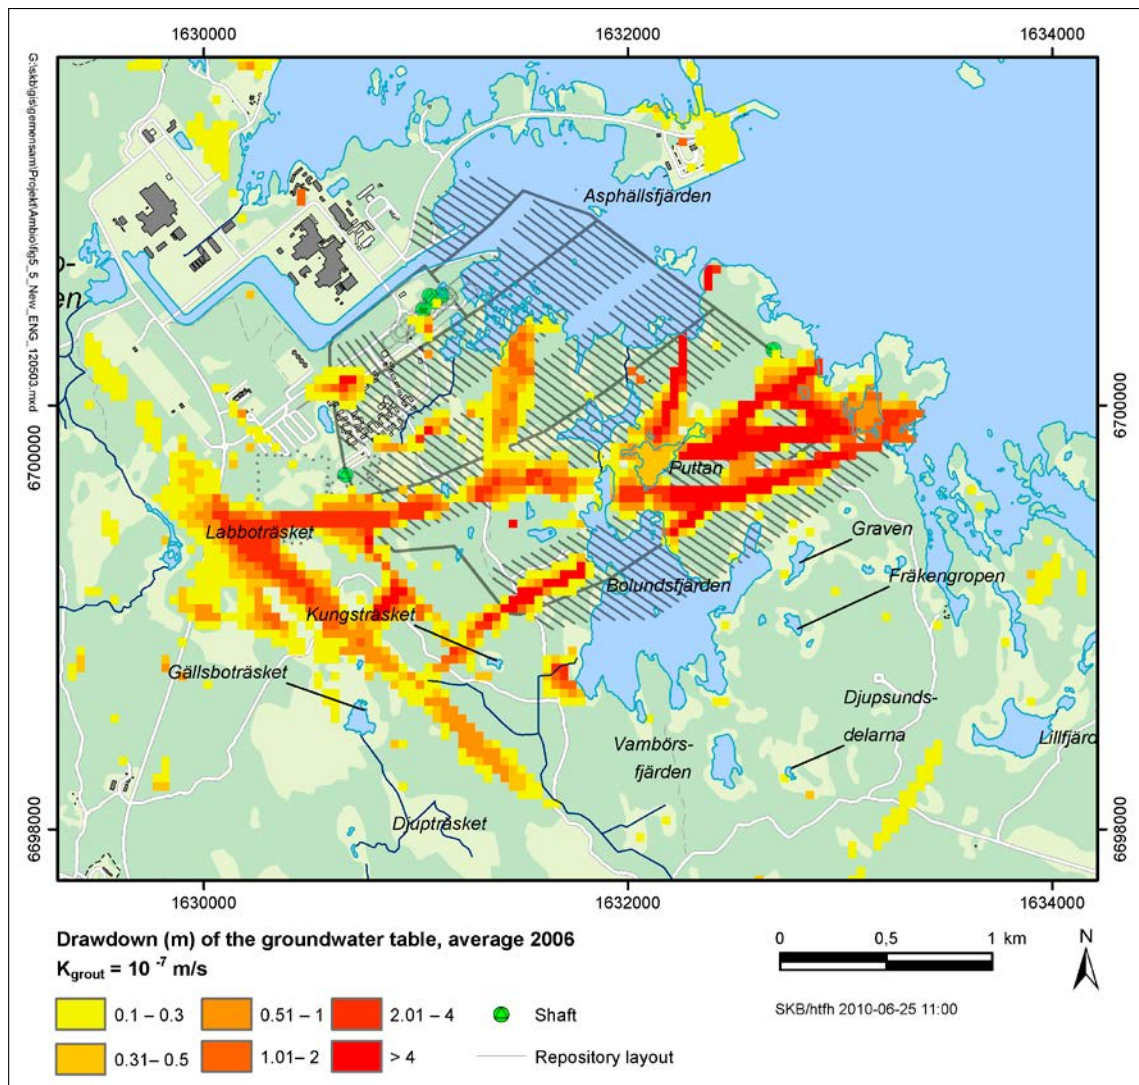 1630000
1632000
1634000
G:\skb\gis\gemensam\Projekt\Ambio\fig5_5_New_ENG_120503.mxd
Asphällsfjärden
en
6700000
6700000
Puttan
Labboträsket
Graven
Fräkengropen
Bolundsfjärden
Kungsträsket
Gällsboträsket
Djupsunds-
delarna
Lillfjärd
Vambörs-
fjärden
Djupträsket
6698000
6698000
1630000
1632000
1634000
Drawdown (m) of the groundwater table, average 2006
K grout = 10 -7 m/s
0 0,5 1 km
N
0.1 – 0.3 0.51 – 1 2.01 – 4 Shaft
SKB/htfh 2010-06-25 11:00
0.31– 0.5 1.01– 2 > 4 Repository layout